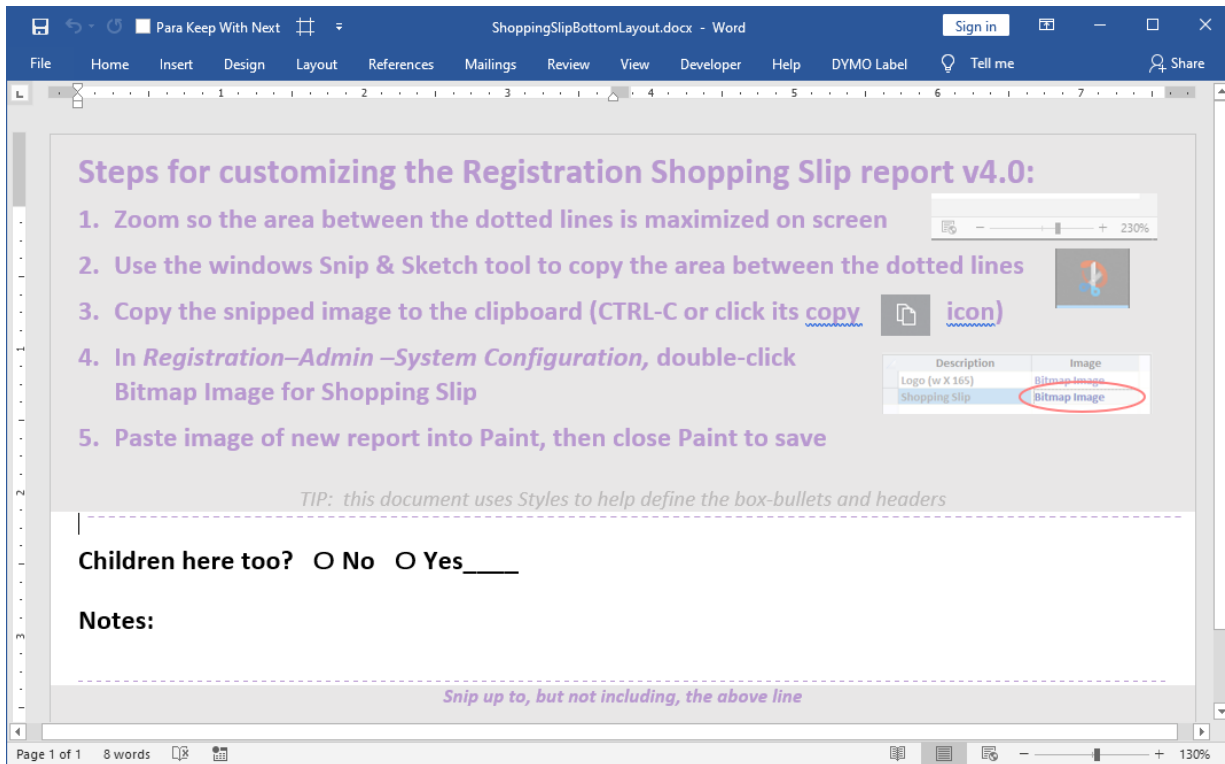 Para Keep With Next ShoppingSlipBottomLayout.docx - Word Sign in
File Home Insert Design Layout References Mailings Review View Developer Help DYMO Label Tell me Share
1 2 3 4 5 6 7
Steps for customizing the Registration Shopping Slip report v4.0:
1. Zoom so the area between the dotted lines is maximized on screen
230%
2. Use the windows Snip & Sketch tool to copy the area between the dotted lines
3. Copy the snipped image to the clipboard (CTRL-C or click its copy icon)
4. In Registration–Admin –System Configuration, double-click
Bitmap Image for Shopping Slip
Description Image
Logo (w X 165) Bitmap Image
Shopping Slip Bitmap Image
5. Paste image of new report into Paint, then close Paint to save
TIP: this document uses Styles to help define the box-bullets and headers
Children here too? O No O Yes____
Notes:
Snip up to, but not including, the above line
Page 1 of 1 8 words 130%